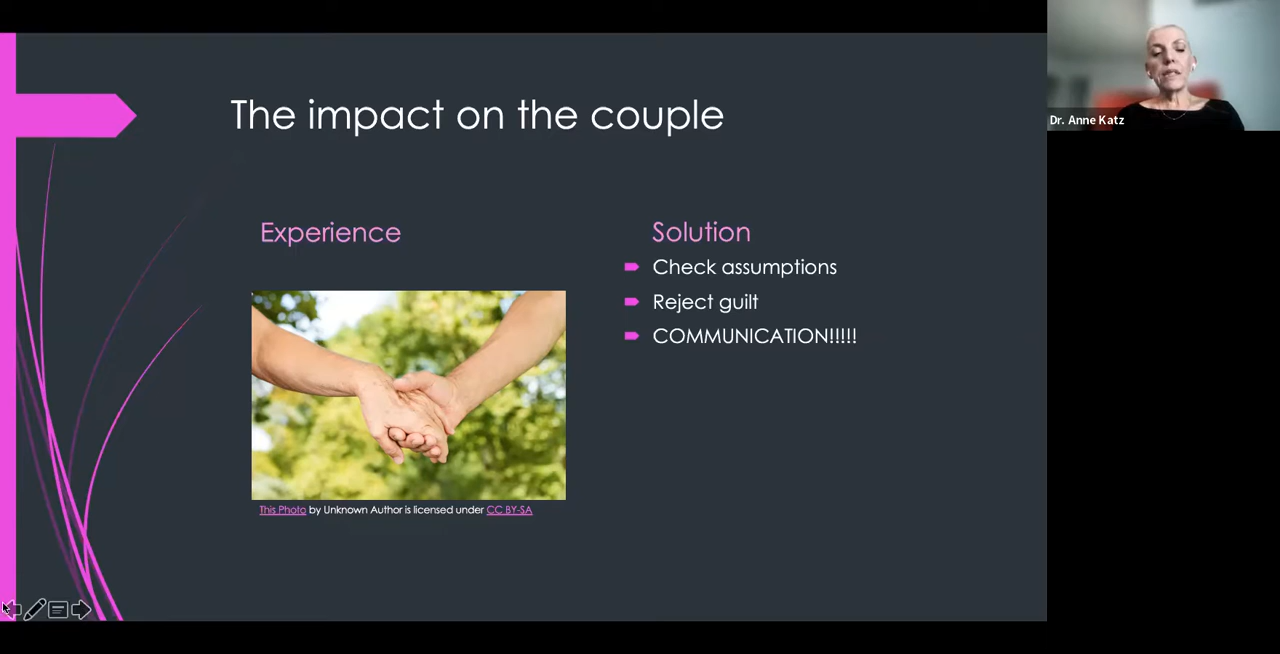 The impact on the couple
Experience
This Photo by Unknown Author is licensed under CC BY-SA
Solution
Check assumptions
Reject guilt
COMMUNICATION!!!!!
Dr. Anne Katz